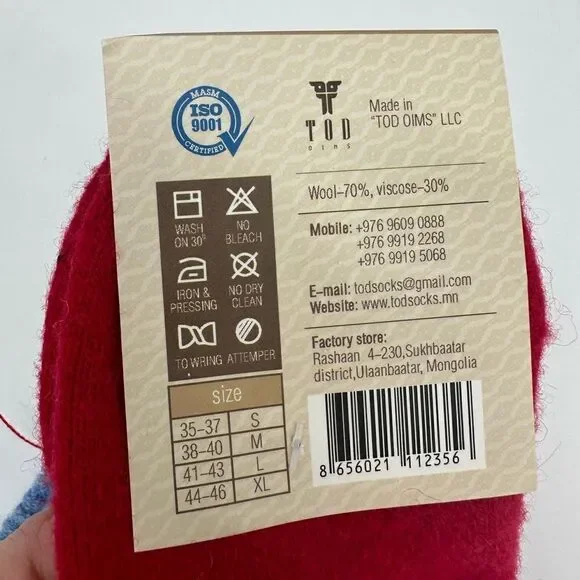 MASM
ISO
9001
CERTIFIED
TOD
OIMS
Made in
"TOD OIMS" LLC
Wool-70%, viscose-30%
Mobile: +976 9609 0888
+976 9919 2268
+976 9919 5068
E-mail: todsocks@gmail.com
Website: www.todsocks.mn
Factory store:
Rashaan 4-230,Sukhbaatar
district,Ulaanbaatar, Mongolia
8 656021 112356
WASH
ON 30°
NO
BLEACH
IRON &
PRESSING
NO DRY
CLEAN
TO WRING
ATTEMPER
size
35-37 S
38-40 M
41-43 L
44-46 XL